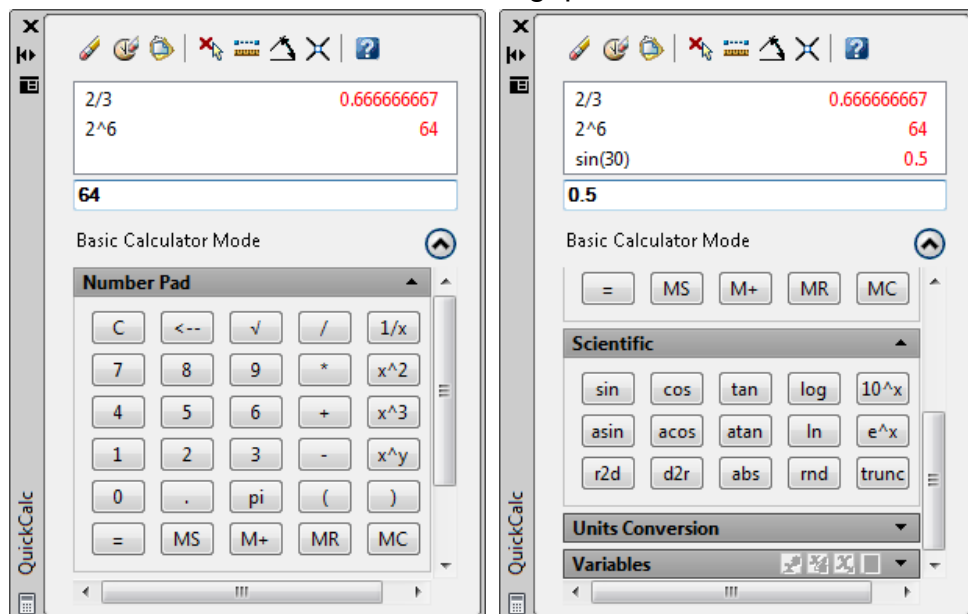 2/3 0.666666667
2^6 64
64
Basic Calculator Mode
Number Pad
C <-- √ / 1/x
7 8 9 * x^2
4 5 6 + x^3
1 2 3 - x^y
0 . pi ( )
= MS M+ MR MC
QuickCalc
2/3 0.666666667
2^6 64
sin(30) 0.5
0.5
Basic Calculator Mode
= MS M+ MR MC
Scientific
sin cos tan log 10^x
asin acos atan ln e^x
r2d d2r abs rnd trunc
Units Conversion
Variables
QuickCalc